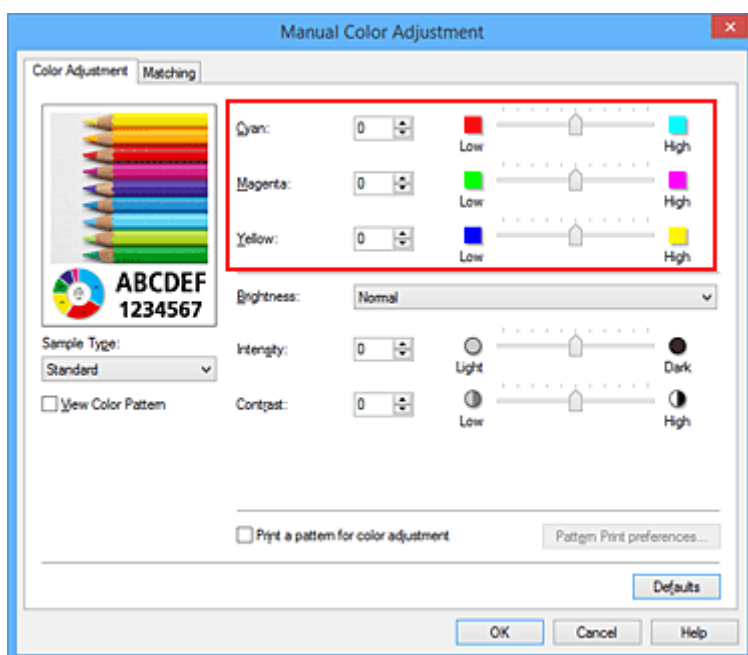 Manual Color Adjustment
Color Adjustment
Matching
Cyan:
0
Low
High
Magenta:
0
Low
High
Yellow:
0
Low
High
ABCDEF
1234567
Brightness:
Normal
Sample Type:
Standard
Intensity:
0
Light
Dark
View Color Pattern
Contrast:
0
Low
High
Print a pattern for color adjustment
Pattern Print preferences...
Defaults
OK
Cancel
Help